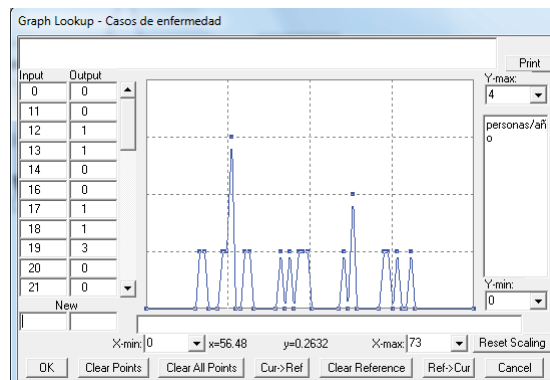 Graph Lookup - Casos de enfermedad
Print
Input Output
0 0
11 0
12 1
13 1
14 0
16 0
17 1
18 1
19 3
20 0
21 0
New
Y-max:
4
personas/añ
o
Y-min:
0
X-min: 0 x=56.48 y=0.2632 X-max: 73 Reset Scaling
OK Clear Points Clear All Points Cur->Ref Clear Reference Ref->Cur Cancel